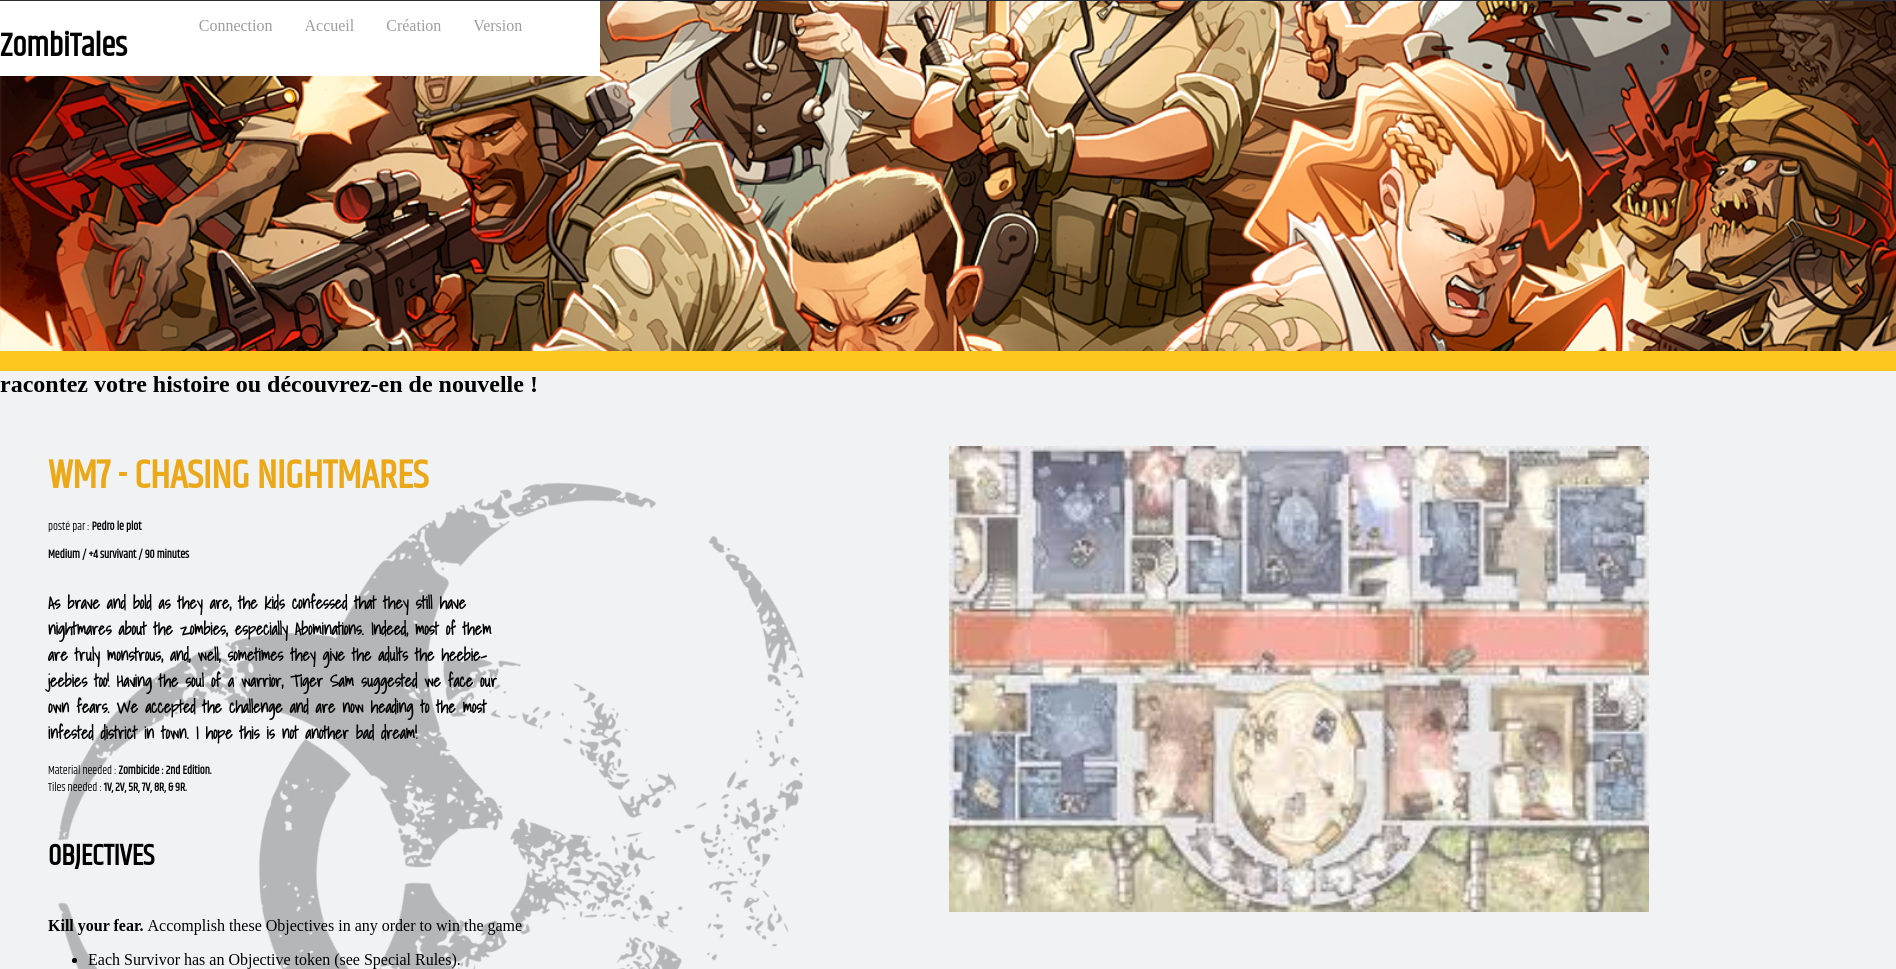 ZombiTales
Connection Accueil Création Version
racontez votre histoire ou découvrez-en de nouvelle !
WM7 - CHASING NIGHTMARES
posté par : Pedro le plot
Medium / +4 survivant / 90 minutes
As brave and bold as they are, the kids confessed that they still have
nightmares about the zombies, especially Abominations. Indeed, most of them
are truly monstrous, and, well, sometimes they give the adults the heebie-
jeebies too! Having the soul of a warrior, Tiger Sam suggested we face our
own fears. We accepted the challenge and are now heading to the most
infested district in town. I hope this is not another bad dream!
Material needed : Zombicide : 2nd Edition.
Tiles needed : 1V, 2V, 5R, 7V, 8R, & 9R.
OBJECTIVES
Kill your fear. Accomplish these Objectives in any order to win the game
• Each Survivor has an Objective token (see Special Rules).